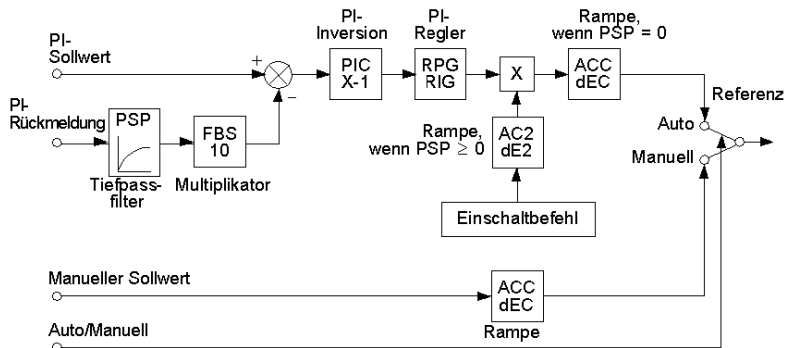 PI-
Sollwert
+
−
PI-
Inversion
PIC
X-1
PI-
Regler
RPG
RIG
X
Rampe,
wenn PSP = 0
ACC
dEC
Referenz
PI-
Rückmeldung
PSP
Tiefpass-
filter
FBS
10
Multiplikator
Rampe,
wenn PSP ≥ 0
AC2
dE2
Einschaltbefehl
Auto
Manuell
Manueller Sollwert
ACC
dEC
Rampe
Auto/Manuell